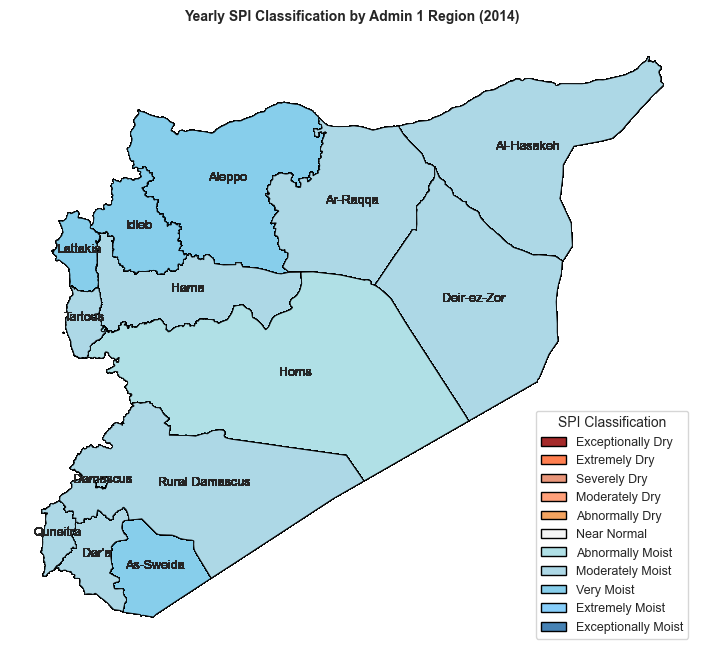 Yearly SPI Classification by Admin 1 Region (2014)
Al-Hasakeh
Aleppo
Ar-Raqqa
Idleb
Lattakia
Hama
Deir-ez-Zor
Tartous
Homs
Damascus
Rural Damascus
Quneitra
Dar'a
As-Sweida
SPI Classification
Exceptionally Dry
Extremely Dry
Severely Dry
Moderately Dry
Abnormally Dry
Near Normal
Abnormally Moist
Moderately Moist
Very Moist
Extremely Moist
Exceptionally Moist